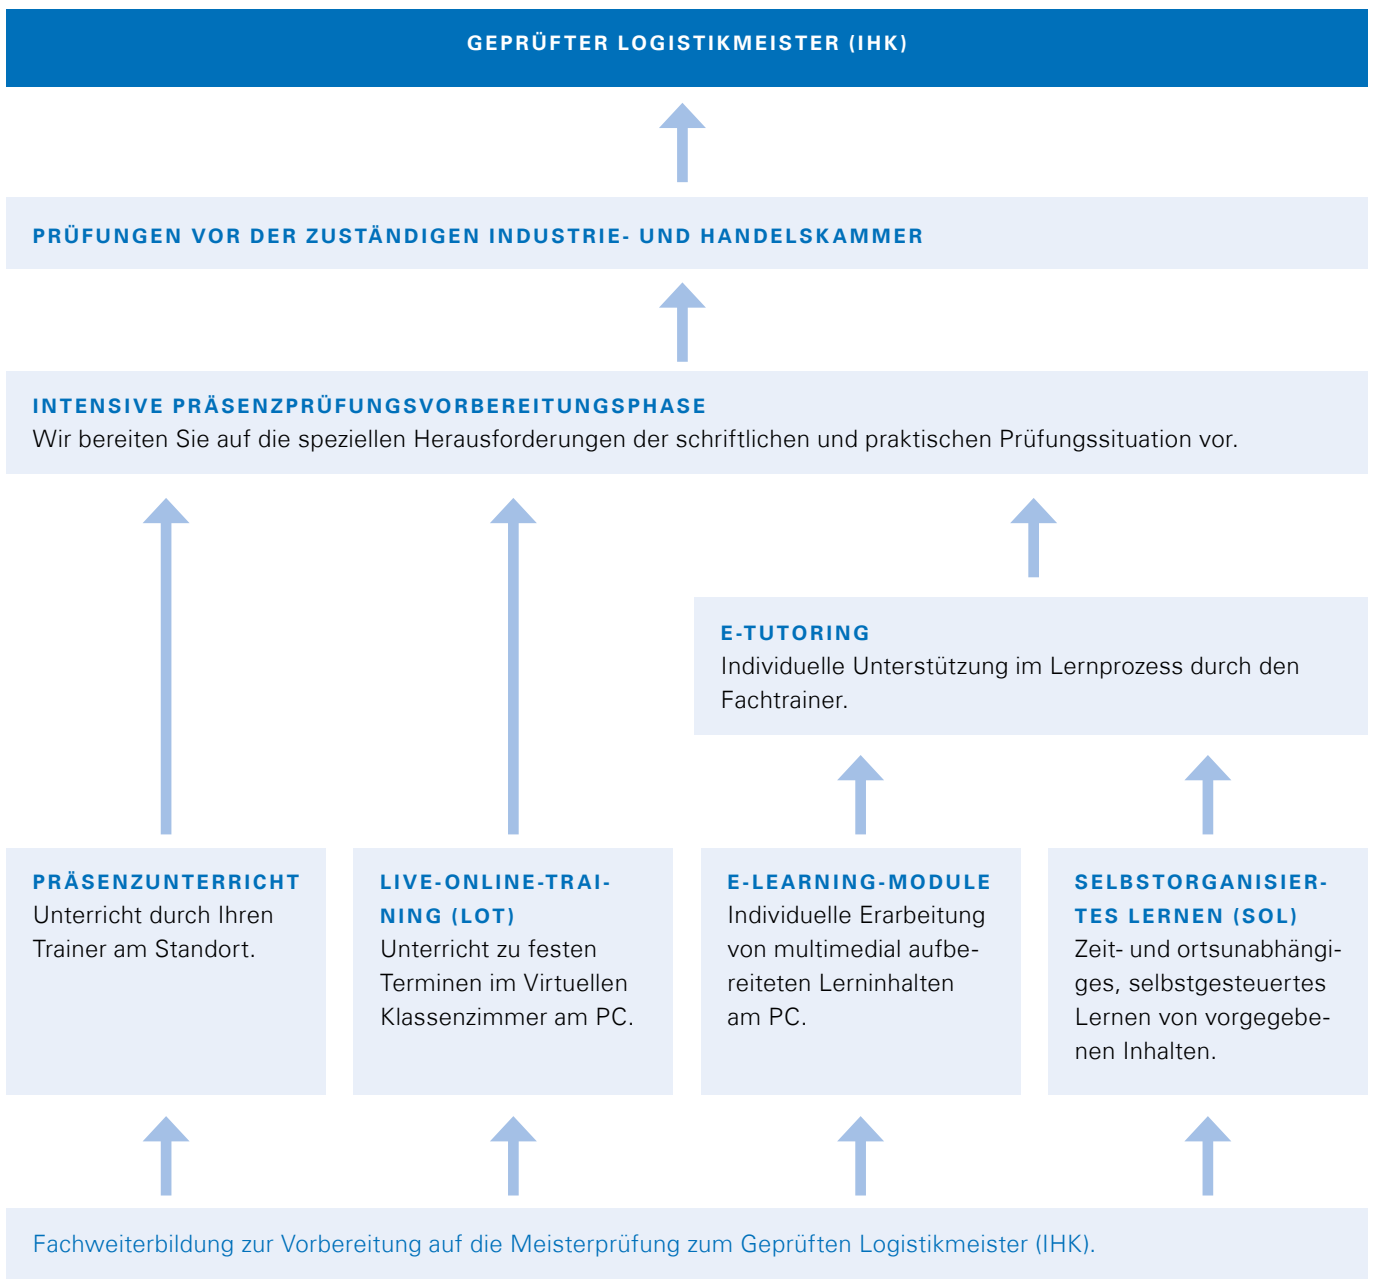 GEPRÜFTER LOGISTIKMEISTER (IHK)
PRÜFUNGEN VOR DER ZUSTÄNDIGEN INDUSTRIE- UND HANDELSKAMMER
INTENSIVE PRÄSENZPRÜFUNGSVORBEREITUNGSPHASE
Wir bereiten Sie auf die speziellen Herausforderungen der schriftlichen und praktischen Prüfungssituation vor.
E-TUTORING
Individuelle Unterstützung im Lernprozess durch den
Fachtrainer.
PRÄSENZUNTERRICHT
Unterricht durch Ihren
Trainer am Standort.
LIVE-ONLINE-TRAI-
NING (LOT)
Unterricht zu festen
Terminen im Virtuellen
Klassenzimmer am PC.
E-LEARNING-MODULE
Individuelle Erarbeitung
von multimedial aufbe-
reiteten Lerninhalten
am PC.
SELBSTORGANISIER-
TES LERNEN (SOL)
Zeit- und ortsunabhängi-
ges, selbstgesteuertes
Lernen von vorgegebe-
nen Inhalten.
Fachweiterbildung zur Vorbereitung auf die Meisterprüfung zum Geprüften Logistikmeister (IHK).